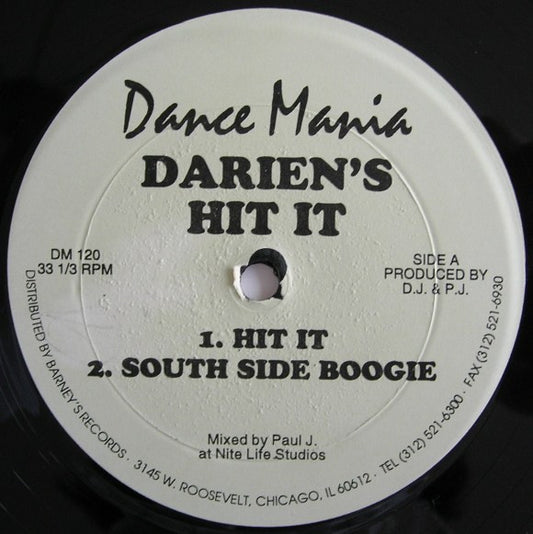 Dance Mania
DARIEN'S
HIT IT
DM 120
33 1/3 RPM
SIDE A
PRODUCED BY
D.J. & P.J.
1. HIT IT
2. SOUTH SIDE BOOGIE
Mixed by Paul J.
at Nite Life Studios
DISTRIBUTED BY BARNEY'S RECORDS · 3145 W. ROOSEVELT, CHICAGO, IL 60612 · TEL (312) 521-6300 · FAX (312) 521-6930